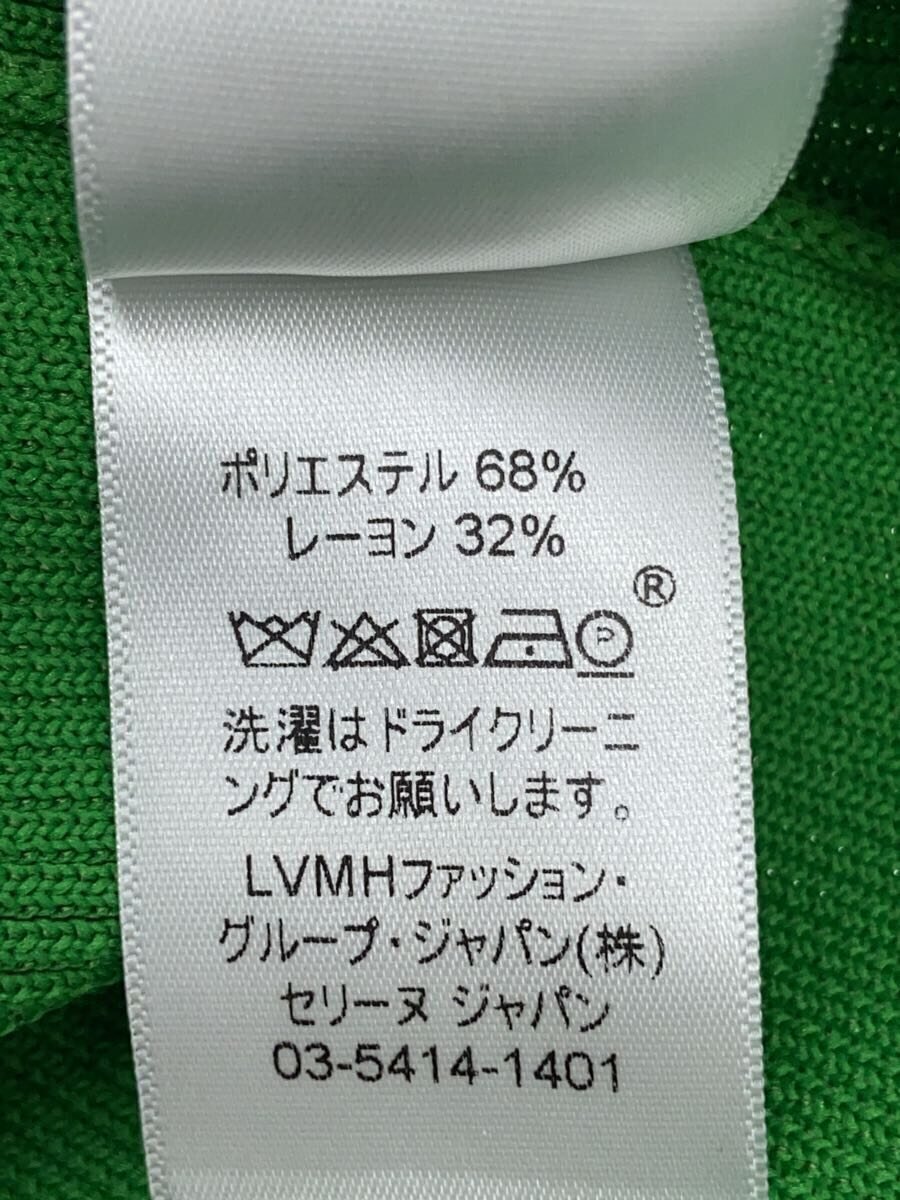 ポリエステル 68%
レーヨン 32%
®
P
洗濯はドライクリーニ
ングでお願いします。
LVMHファッション・
グループ・ジャパン(株)
セリーヌ ジャパン
03-5414-1401